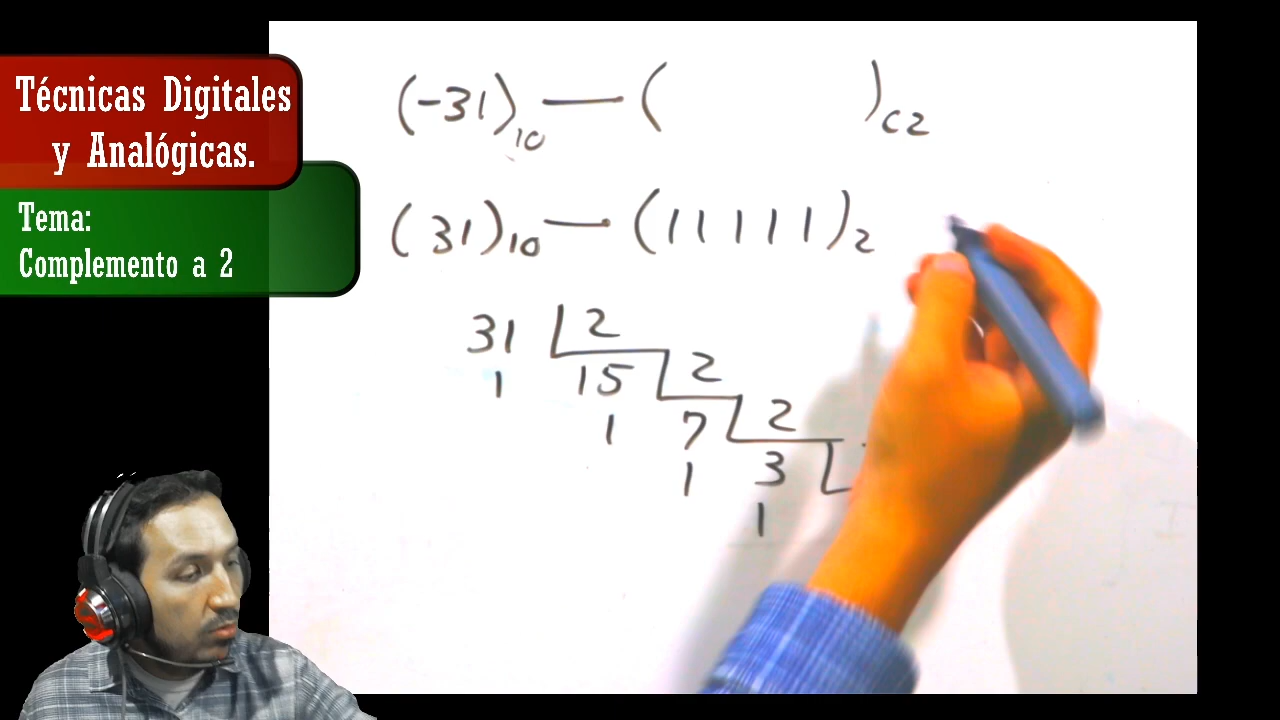 Técnicas Digitales
y Analógicas.
Tema:
Complemento a 2
(-31)10 — ( )C2
(31)10 — (11111)2
31 2
1 15 2
1 7 2
1 3
1